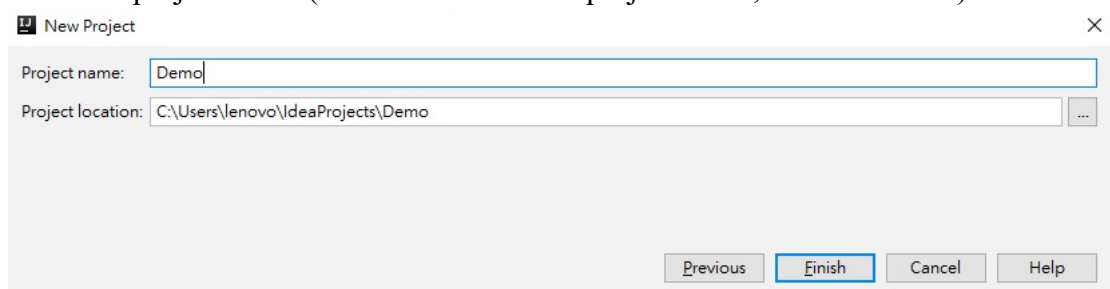 New Project
Project name: Demo
Project location: C:\Users\lenovo\IdeaProjects\Demo ...
Previous Finish Cancel Help